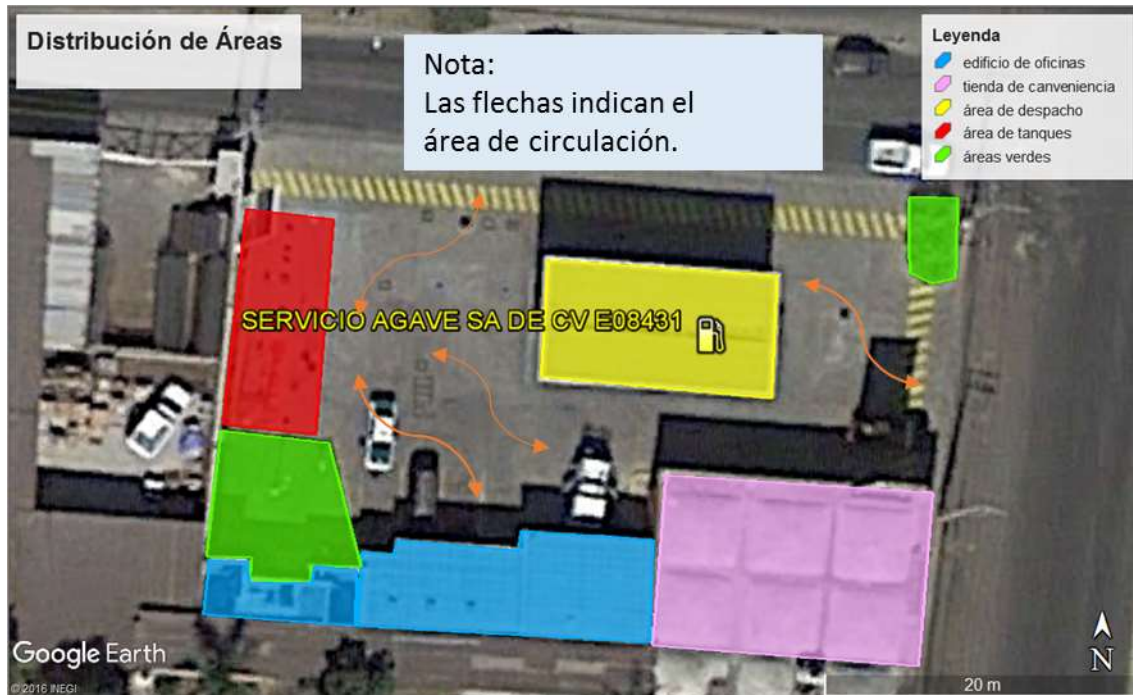 Distribución de Áreas
Nota:
Las flechas indican el
área de circulación.
Leyenda
edificio de oficinas
tienda de canveniencia
área de despacho
área de tanques
áreas verdes
SERVICIO AGAVE SA DE CV E08431
Google Earth
© 2016 INEGI
N
20 m